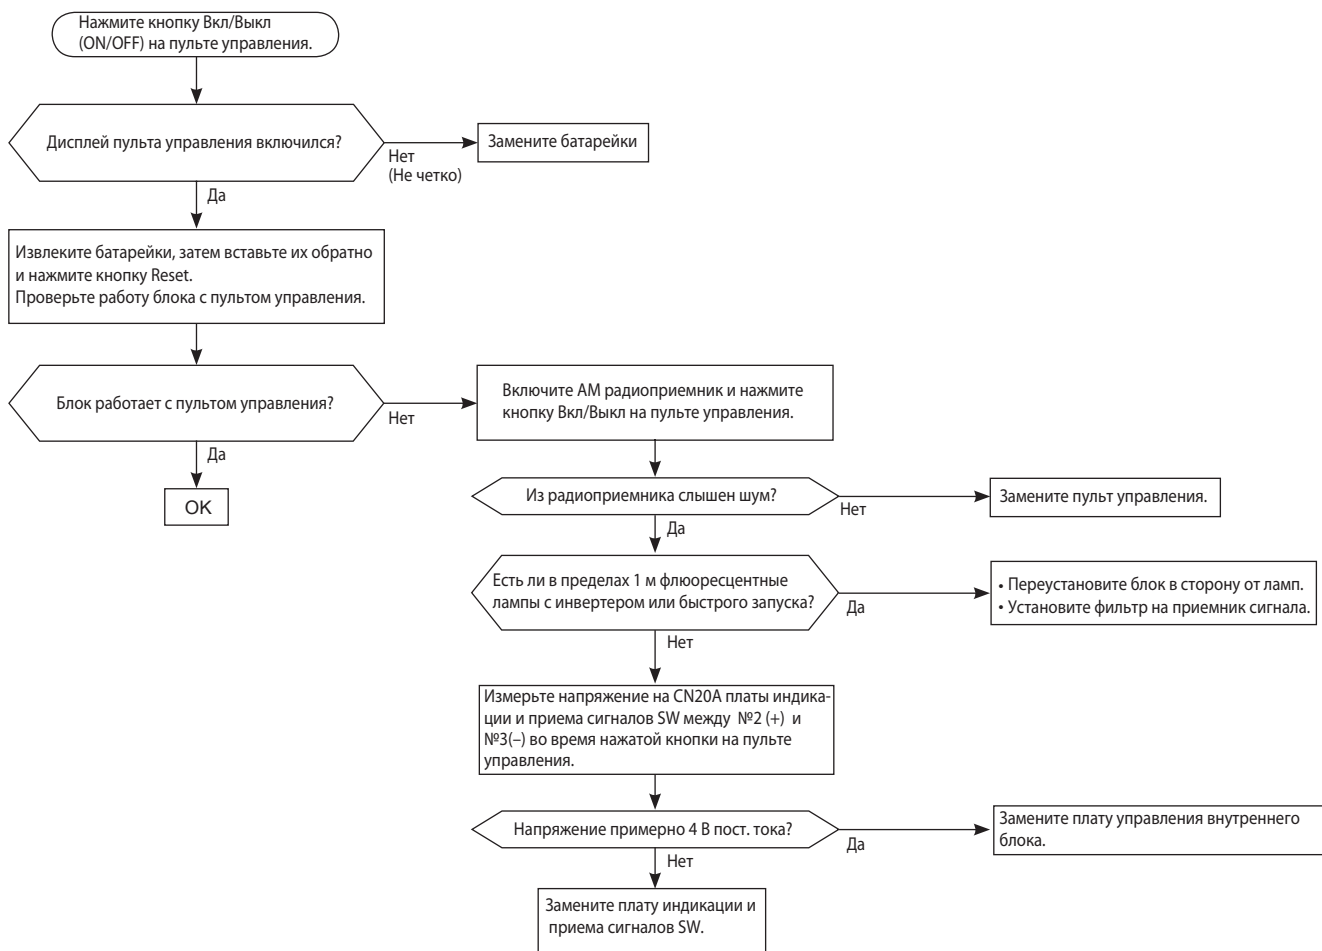 Нажмите кнопку Вкл/Выкл
(ON/OFF) на пульте управления.
Дисплей пульта управления включился?
Нет
(Не четко)
Замените батарейки
Да
Извлеките батарейки, затем вставьте их обратно
и нажмите кнопку Reset.
Проверьте работу блока с пультом управления.
Блок работает с пультом управления?
Нет
Включите АМ радиоприемник и нажмите
кнопку Вкл/Выкл на пульте управления.
Да
OK
Из радиоприемника слышен шум?
Нет
Замените пульт управления.
Да
Есть ли в пределах 1 м флюоресцентные
лампы с инвертером или быстрого запуска?
Да
• Переустановите блок в сторону от ламп.
• Установите фильтр на приемник сигнала.
Нет
Измерьте напряжение на CN20A платы индика-
ции и приема сигналов SW между №2 (+) и
№3(–) во время нажатой кнопки на пульте
управления.
Напряжение примерно 4 В пост. тока?
Да
Замените плату управления внутреннего
блока.
Нет
Замените плату индикации и
приема сигналов SW.